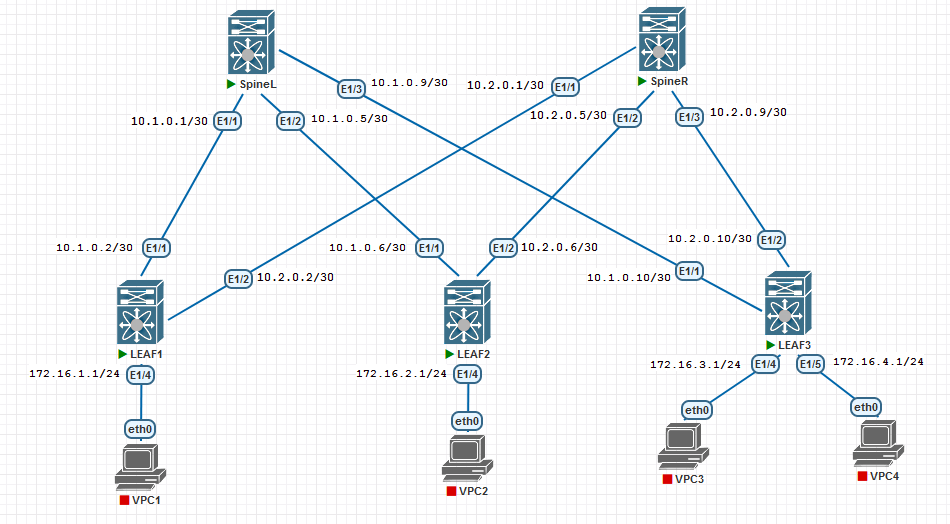 SpineL
SpineR
E1/3
10.1.0.9/30
10.2.0.1/30
E1/1
10.1.0.1/30
E1/1
E1/2
10.1.0.5/30
10.2.0.5/30
E1/2
E1/3
10.2.0.9/30
10.1.0.2/30
E1/1
10.1.0.6/30
E1/1
E1/2
10.2.0.6/30
10.2.0.10/30
E1/2
E1/2
10.2.0.2/30
10.1.0.10/30
E1/1
LEAF1
LEAF2
LEAF3
172.16.1.1/24
E1/4
172.16.2.1/24
E1/4
172.16.3.1/24
E1/4
E1/5
172.16.4.1/24
eth0
eth0
eth0
eth0
VPC1
VPC2
VPC3
VPC4